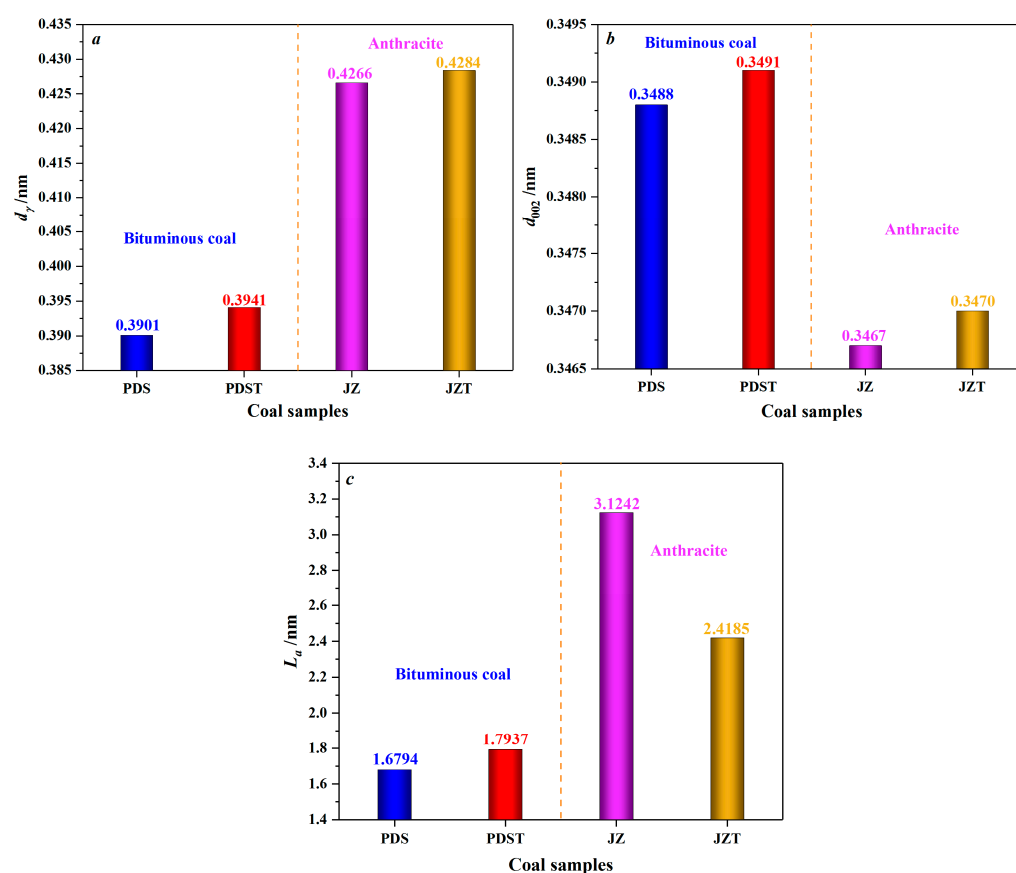 a
Anthracite
0.435
0.430
0.425
0.420
0.415
0.410
0.405
0.400
0.395
0.390
0.385
dγ /nm
0.4266
0.4284
Bituminous coal
0.3901
0.3941
PDS PDST JZ JZT
Coal samples
b
Bituminous coal
0.3495
0.3490
0.3485
0.3480
0.3475
0.3470
0.3465
d002 /nm
0.3488
0.3491
Anthracite
0.3467
0.3470
PDS PDST JZ JZT
Coal samples
c
3.4
3.2
3.0
2.8
2.6
2.4
2.2
2.0
1.8
1.6
1.4
La /nm
3.1242
Anthracite
2.4185
Bituminous coal
1.6794
1.7937
PDS PDST JZ JZT
Coal samples